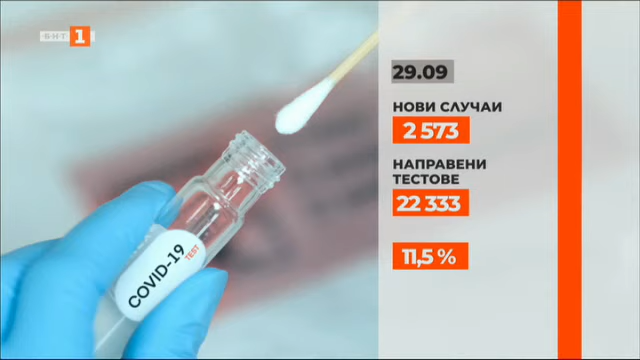 БНТ 1
29.09
НОВИ СЛУЧАИ
2 573
НАПРАВЕНИ
ТЕСТОВЕ
22 333
11,5 %
COVID-19
TEST